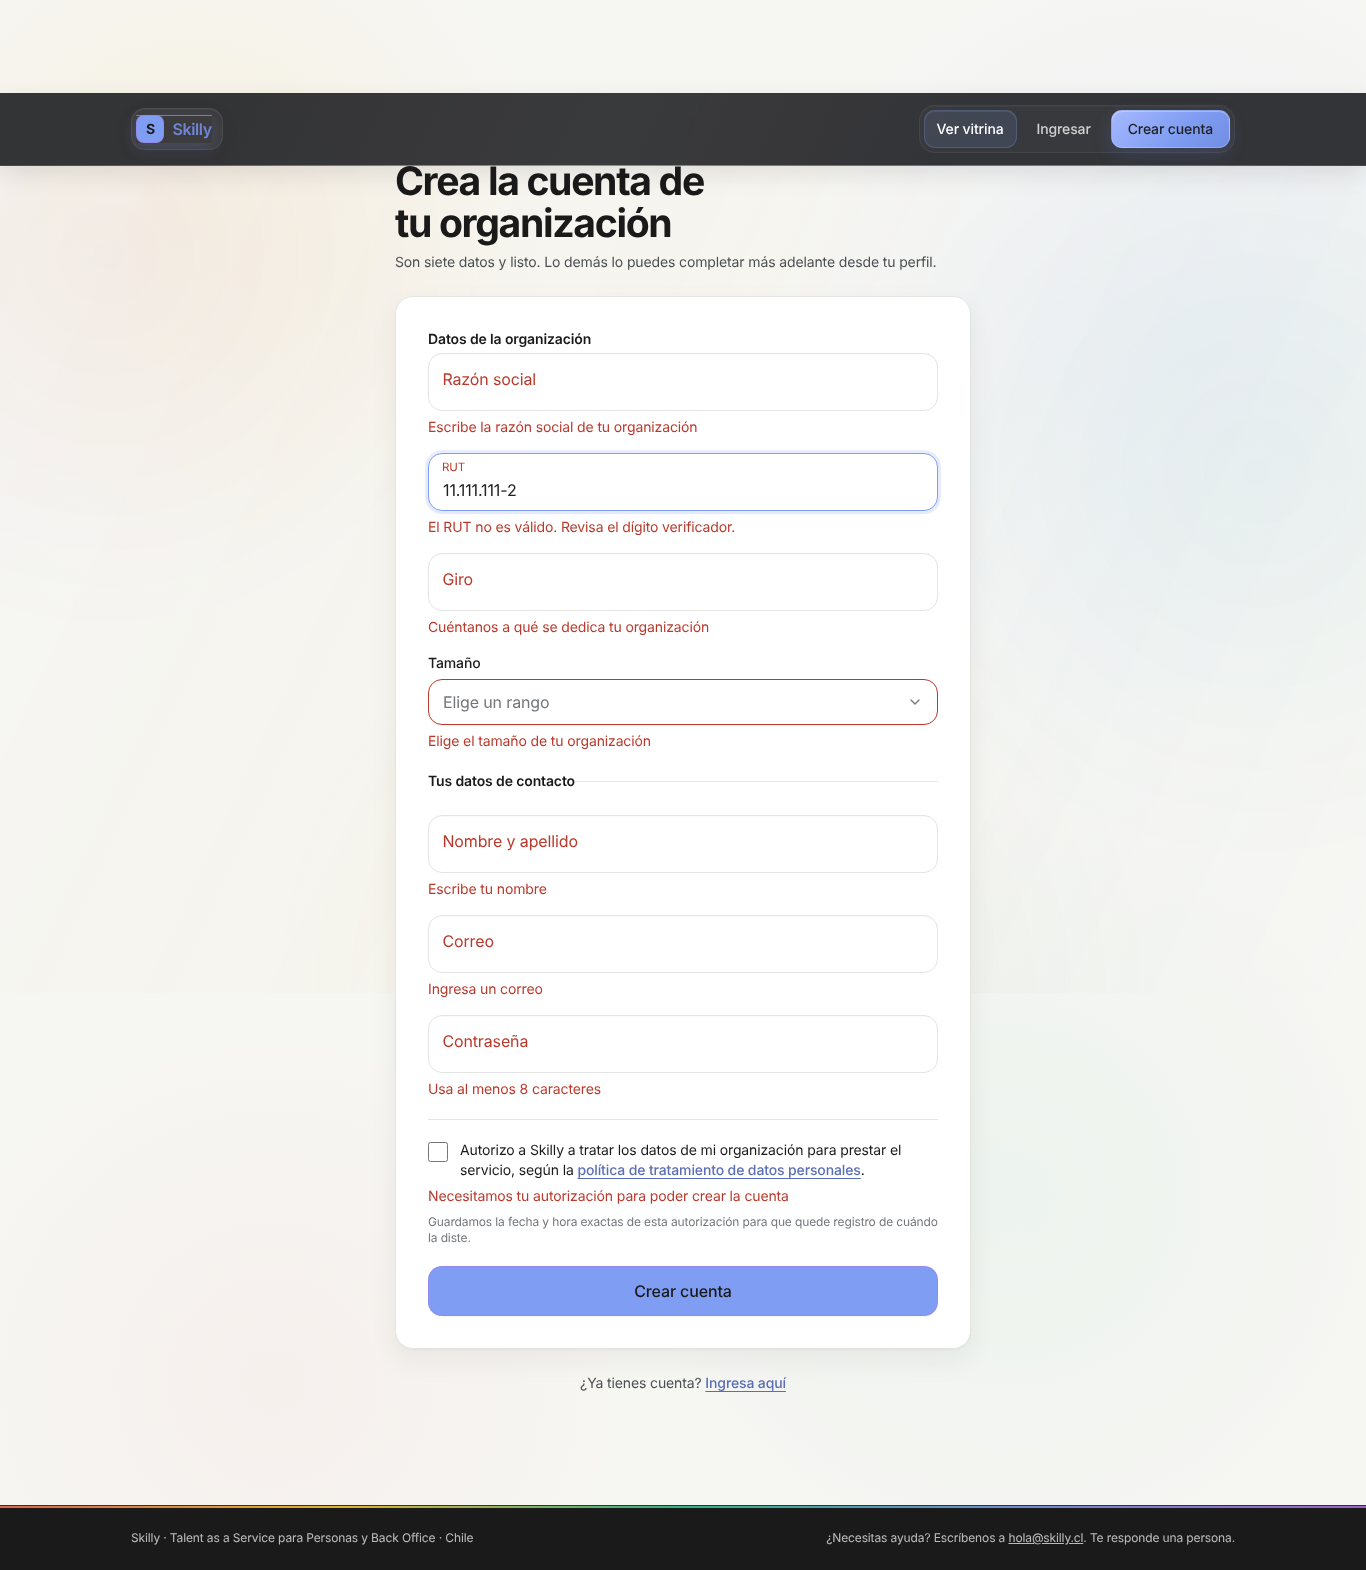 S Skilly
Ver vitrina
Ingresar
Crear cuenta
Crea la cuenta de
tu organización
Son siete datos y listo. Lo demás lo puedes completar más adelante desde tu perfil.
Datos de la organización
Razón social
Escribe la razón social de tu organización
RUT
11.111.111-2
El RUT no es válido. Revisa el dígito verificador.
Giro
Cuéntanos a qué se dedica tu organización
Tamaño
Elige un rango
Elige el tamaño de tu organización
Tus datos de contacto
Nombre y apellido
Escribe tu nombre
Correo
Ingresa un correo
Contraseña
Usa al menos 8 caracteres
Autorizo a Skilly a tratar los datos de mi organización para prestar el
servicio, según la política de tratamiento de datos personales.
Necesitamos tu autorización para poder crear la cuenta
Guardamos la fecha y hora exactas de esta autorización para que quede registro de cuándo
la diste.
Crear cuenta
¿Ya tienes cuenta? Ingresa aquí
Skilly · Talent as a Service para Personas y Back Office · Chile
¿Necesitas ayuda? Escríbenos a hola@skilly.cl. Te responde una persona.